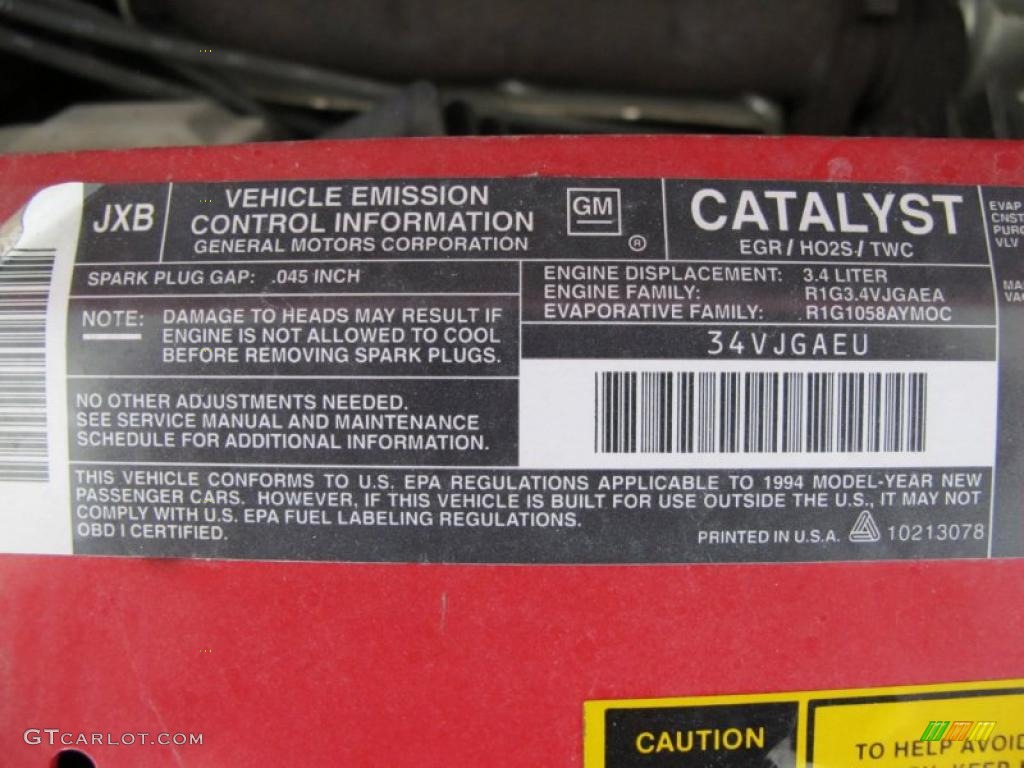 JXB
VEHICLE EMISSION
CONTROL INFORMATION
GENERAL MOTORS CORPORATION
GM
®
CATALYST
EGR/HO2S/TWC
EVAP
CNST
PURG
VLV
SPARK PLUG GAP: .045 INCH
ENGINE DISPLACEMENT: 3.4 LITER
ENGINE FAMILY: R1G3.4VJGAEA
EVAPORATIVE FAMILY: R1G1058AYMOC
NOTE: DAMAGE TO HEADS MAY RESULT IF
ENGINE IS NOT ALLOWED TO COOL
BEFORE REMOVING SPARK PLUGS.
34VJGAEU
NO OTHER ADJUSTMENTS NEEDED.
SEE SERVICE MANUAL AND MAINTENANCE
SCHEDULE FOR ADDITIONAL INFORMATION.
THIS VEHICLE CONFORMS TO U.S. EPA REGULATIONS APPLICABLE TO 1994 MODEL-YEAR NEW
PASSENGER CARS. HOWEVER, IF THIS VEHICLE IS BUILT FOR USE OUTSIDE THE U.S., IT MAY NOT
COMPLY WITH U.S. EPA FUEL LABELING REGULATIONS.
OBD I CERTIFIED.
PRINTED IN U.S.A. 10213078
GTCARLOT.COM
CAUTION
TO HELP AVOID
KEEP